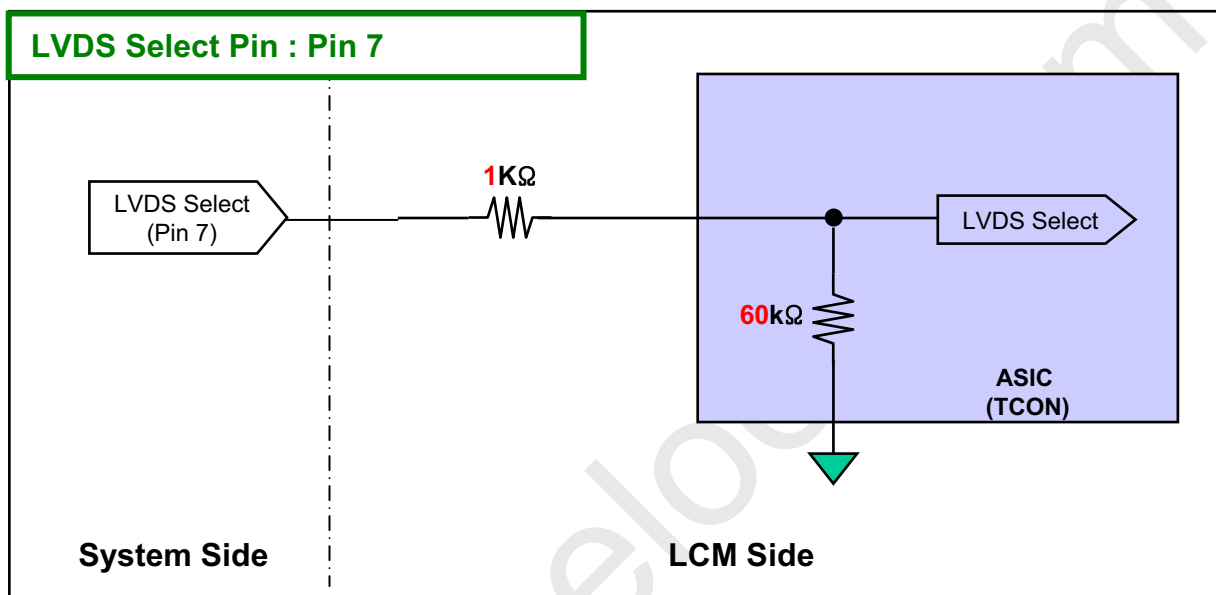 LVDS Select Pin : Pin 7
LVDS Select
(Pin 7)
1KΩ
LVDS Select
60kΩ
ASIC
(TCON)
System Side
LCM Side